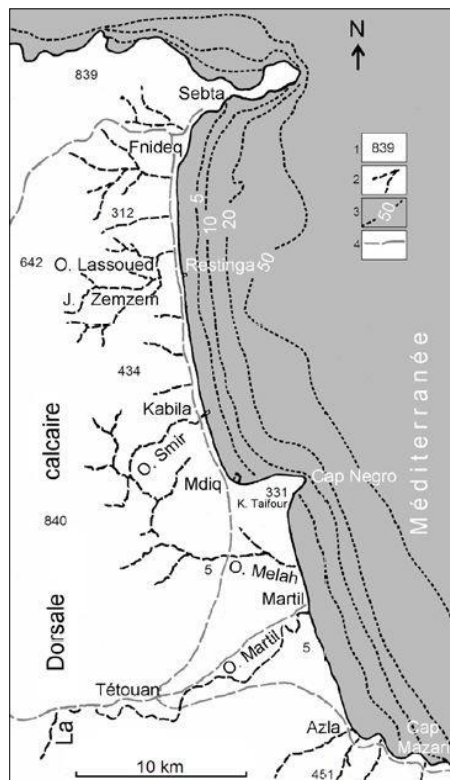 N
839
Sebta
1 839
Fnideq
2
5
10
20
3 50
312
4
642
O. Lassoued
Restinga
50
J. Zemzem
434
Kabila
O. Smir
Méditerranée
calcaire
Mdiq
Cap Negro
331
K. Taifour
840
5
O. Melah
Martil
Dorsale
O. Martil
5
Tétouan
La
Azla
Cap
Mazari
10 km
451